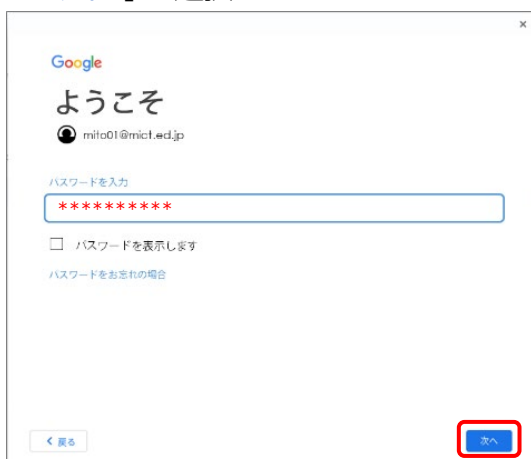 Google
ようこそ
mito01@mict.ed.jp
パスワードを入力
**********
パスワードを表示します
パスワードをお忘れの場合
戻る
次へ